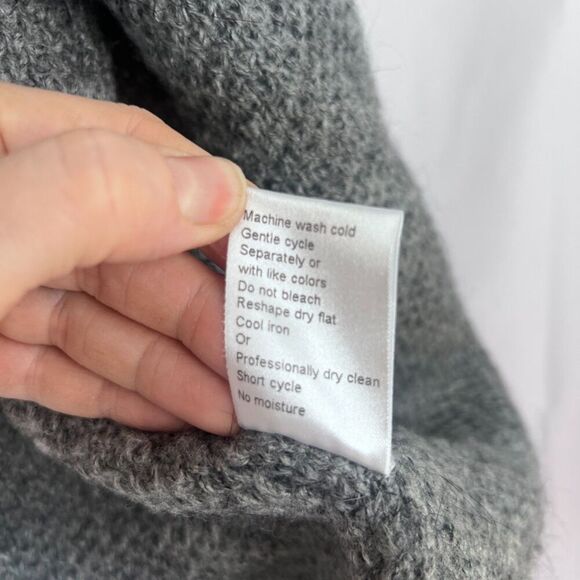 Machine wash cold
Gentle cycle
Separately or
with like colors
Do not bleach
Reshape dry flat
Cool iron
Or
Professionally dry clean
Short cycle
No moisture